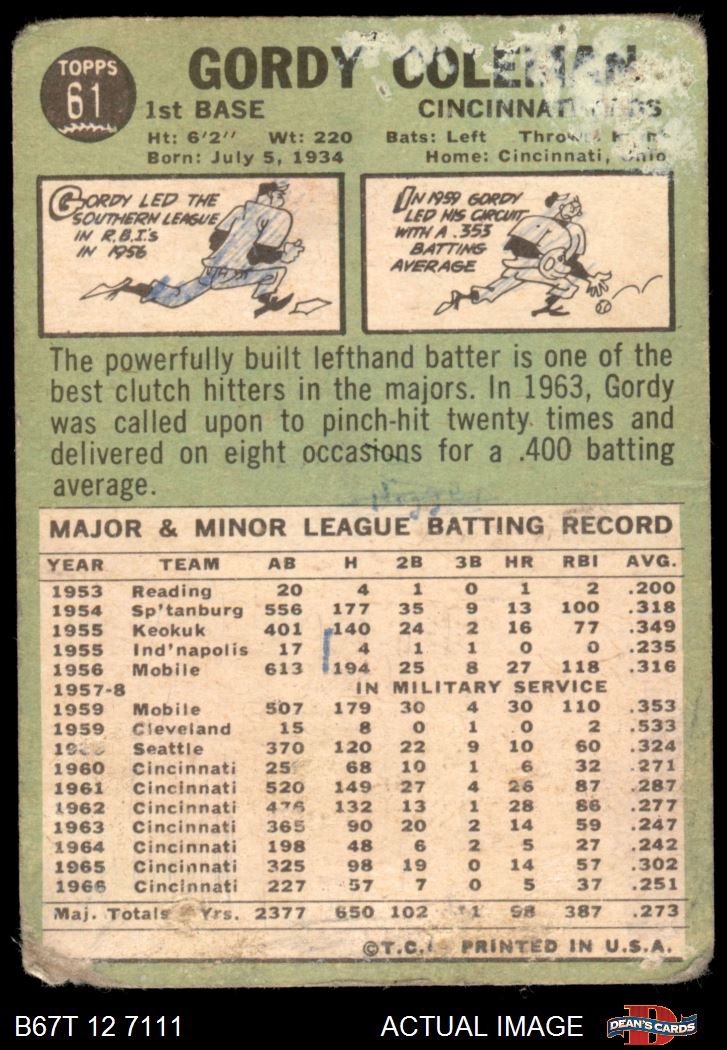 TOPPS
61
GORDY COLEMAN
1st BASE CINCINNATI REDS
Ht: 6'2" Wt: 220 Bats: Left Throws:
Born: July 5, 1934 Home: Cincinnati, Ohio
GORDY LED THE
SOUTHERN LEAGUE
IN R.B.I.'s
IN 1956
IN 1959 GORDY
LED HIS CIRCUIT
WITH A .353
BATTING
AVERAGE
The powerfully built lefthand batter is one of the
best clutch hitters in the majors. In 1963, Gordy
was called upon to pinch-hit twenty times and
delivered on eight occasions for a .400 batting
average.
MAJOR & MINOR LEAGUE BATTING RECORD
YEAR TEAM AB H 2B 3B HR RBI AVG.
1953 Reading 20 4 1 0 1 2 .200
1954 Sp'tanburg 556 177 35 9 13 100 .318
1955 Keokuk 401 140 24 2 16 77 .349
1955 Ind'napolis 17 4 1 1 0 0 .235
1956 Mobile 613 194 25 8 27 118 .316
1957-8 IN MILITARY SERVICE
1959 Mobile 507 179 30 4 30 110 .353
1959 Cleveland 15 8 0 1 0 2 .533
Seattle 370 120 22 9 10 60 .324
1960 Cincinnati 68 10 1 6 32 .271
1961 Cincinnati 520 149 27 4 26 87 .287
1962 Cincinnati 476 132 13 1 28 86 .277
1963 Cincinnati 365 90 20 2 14 59 .247
1964 Cincinnati 198 48 6 2 5 27 .242
1965 Cincinnati 325 98 19 0 14 57 .302
1966 Cincinnati 227 57 7 0 5 37 .251
Maj. Totals Yrs. 2377 650 102 11 98 387 .273
©T.C.G. PRINTED IN U.S.A.
B67T 12 7111 ACTUAL IMAGE DEAN'S CARDS